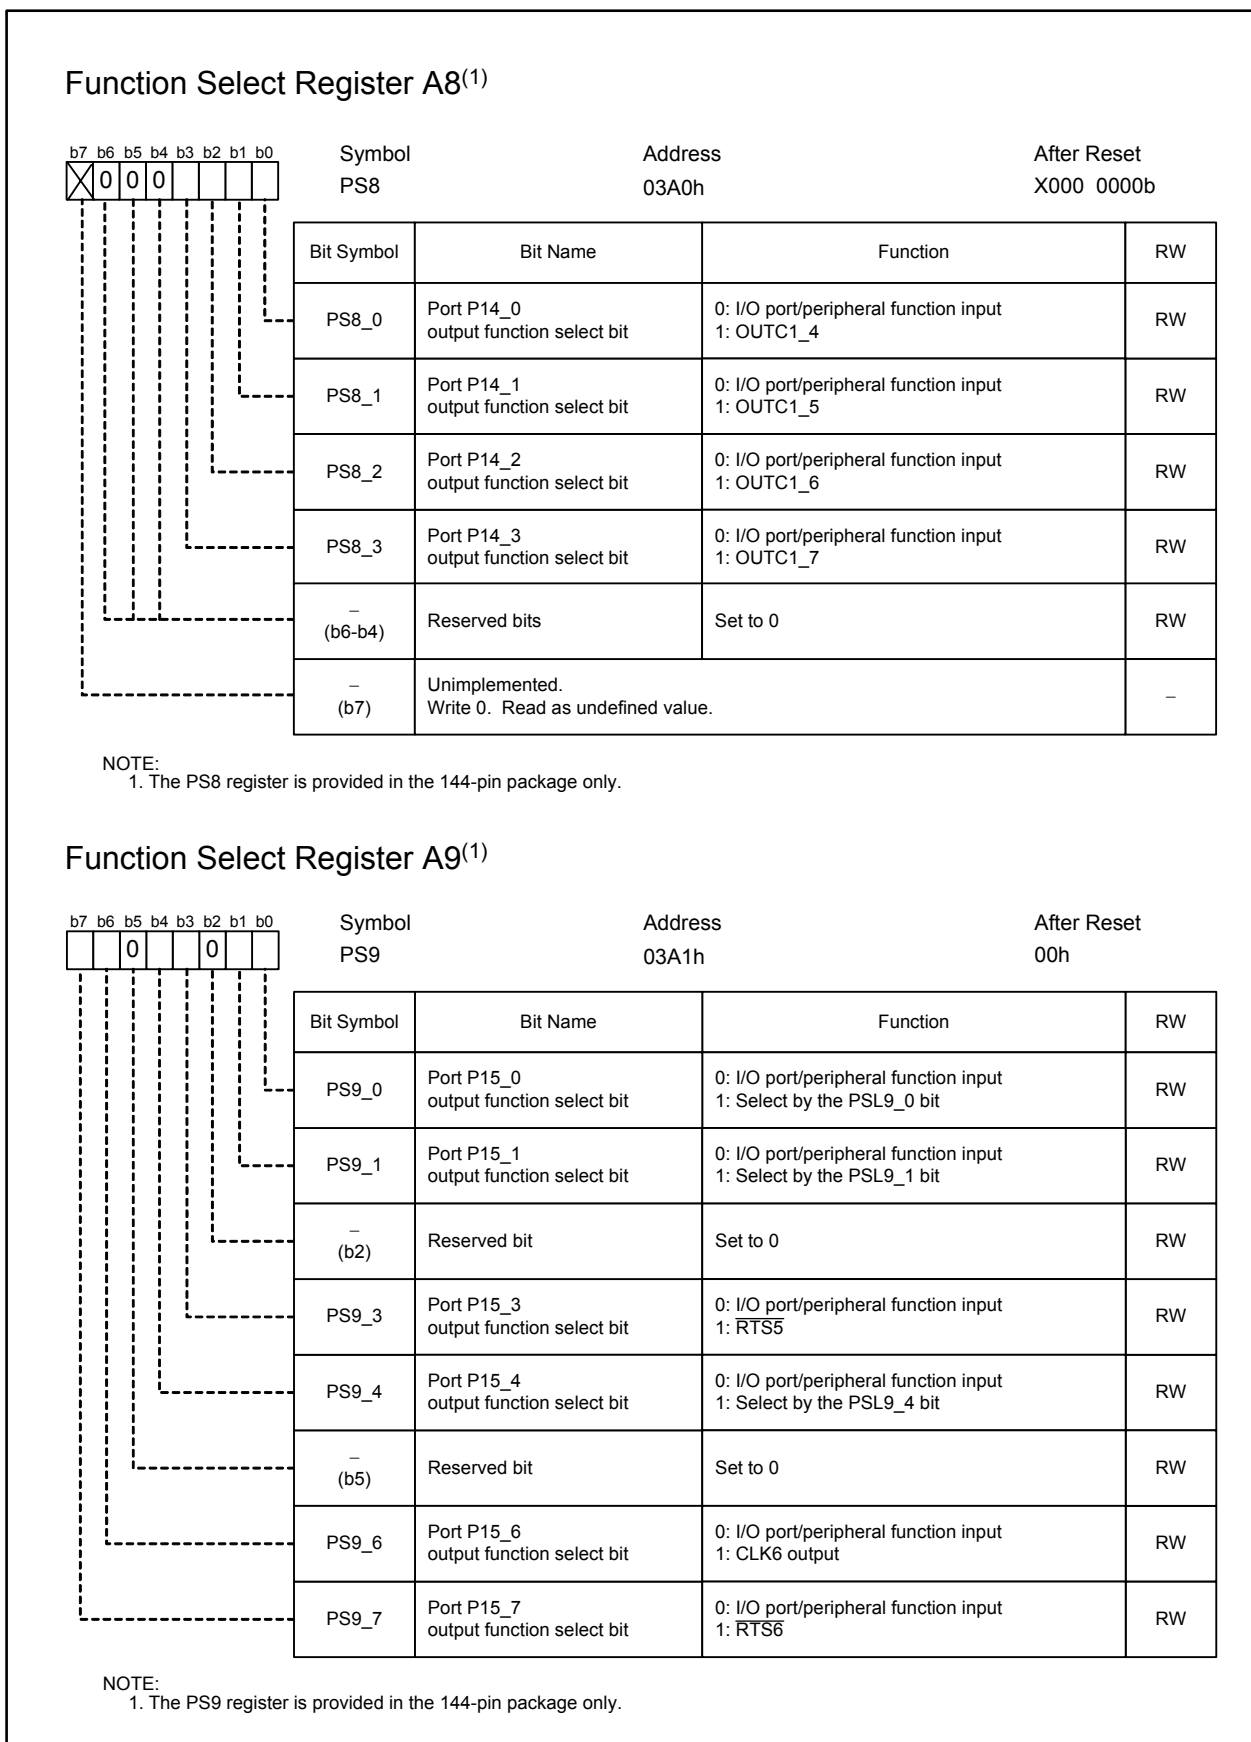 Function Select Register A8(1)
b7 b6 b5 b4 b3 b2 b1 b0
0 0 0
Symbol Address After Reset
PS8 03A0h X000 0000b
Bit Symbol Bit Name Function RW
PS8_0 Port P14_0 output function select bit 0: I/O port/peripheral function input 1: OUTC1_4 RW
PS8_1 Port P14_1 output function select bit 0: I/O port/peripheral function input 1: OUTC1_5 RW
PS8_2 Port P14_2 output function select bit 0: I/O port/peripheral function input 1: OUTC1_6 RW
PS8_3 Port P14_3 output function select bit 0: I/O port/peripheral function input 1: OUTC1_7 RW
– (b6-b4) Reserved bits Set to 0 RW
– (b7) Unimplemented. Write 0. Read as undefined value. –
NOTE:
1. The PS8 register is provided in the 144-pin package only.
Function Select Register A9(1)
b7 b6 b5 b4 b3 b2 b1 b0
0 0
Symbol Address After Reset
PS9 03A1h 00h
Bit Symbol Bit Name Function RW
PS9_0 Port P15_0 output function select bit 0: I/O port/peripheral function input 1: Select by the PSL9_0 bit RW
PS9_1 Port P15_1 output function select bit 0: I/O port/peripheral function input 1: Select by the PSL9_1 bit RW
– (b2) Reserved bit Set to 0 RW
PS9_3 Port P15_3 output function select bit 0: I/O port/peripheral function input 1: RTS5 RW
PS9_4 Port P15_4 output function select bit 0: I/O port/peripheral function input 1: Select by the PSL9_4 bit RW
– (b5) Reserved bit Set to 0 RW
PS9_6 Port P15_6 output function select bit 0: I/O port/peripheral function input 1: CLK6 output RW
PS9_7 Port P15_7 output function select bit 0: I/O port/peripheral function input 1: RTS6 RW
NOTE:
1. The PS9 register is provided in the 144-pin package only.